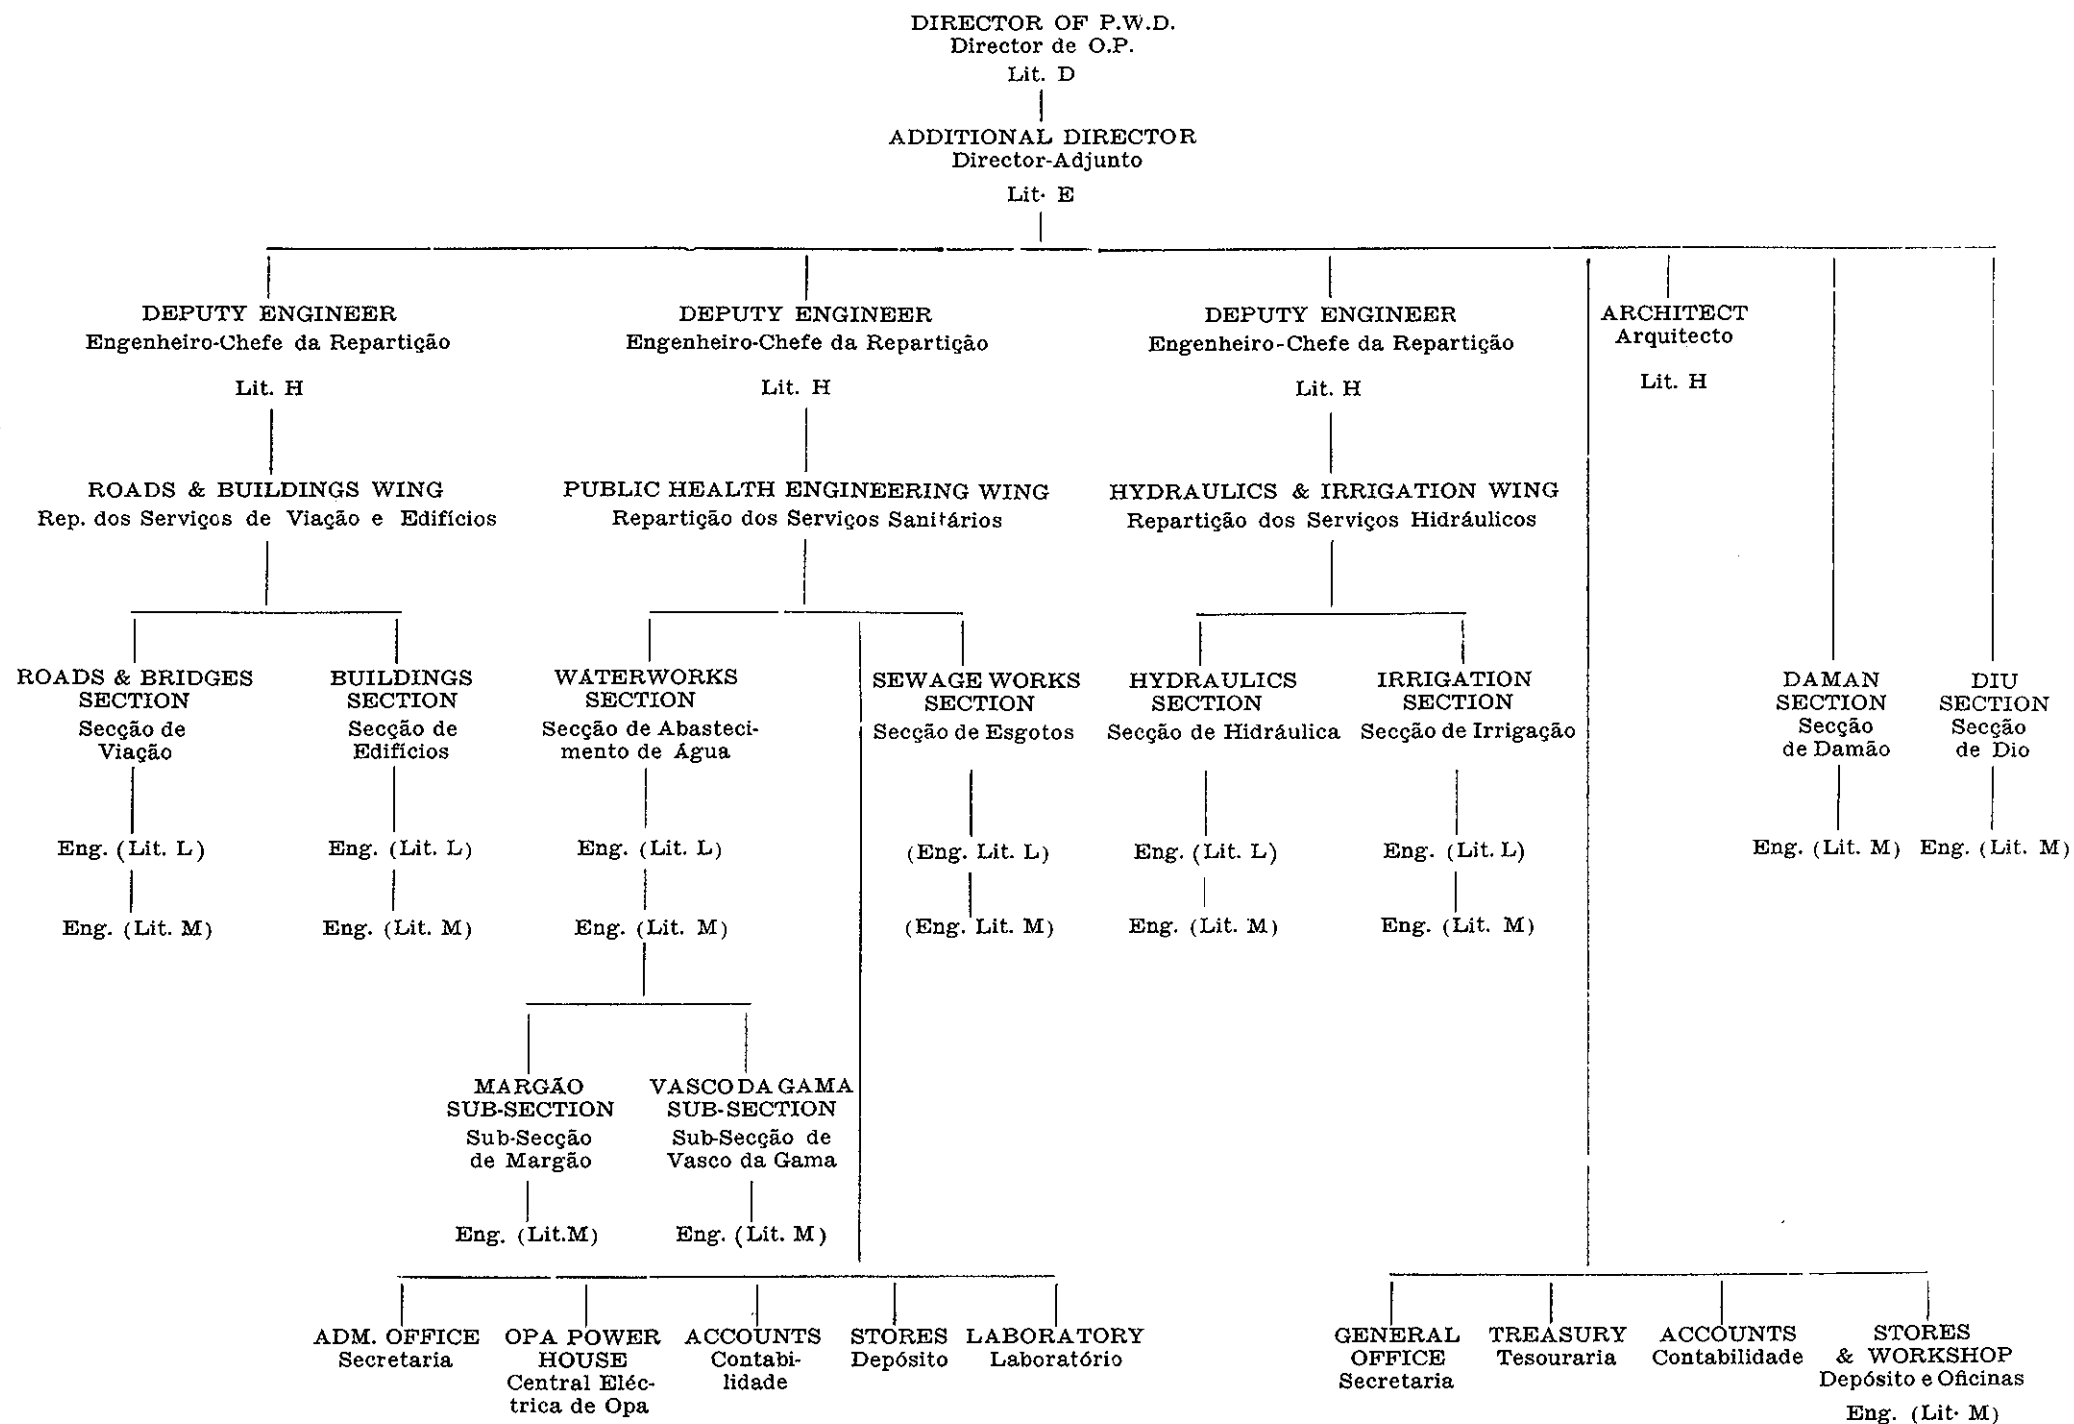 DIRECTOR OF P.W.D.
Director de O.P.
Lit. D
ADDITIONAL DIRECTOR
Director-Adjunto
Lit· E
DEPUTY ENGINEER
Engenheiro-Chefe da Repartição
Lit. H
DEPUTY ENGINEER
Engenheiro-Chefe da Repartição
Lit. H
DEPUTY ENGINEER
Engenheiro-Chefe da Repartição
Lit. H
ARCHITECT
Arquitecto
Lit. H
ROADS & BUILDINGS WING
Rep. dos Serviços de Viação e Edifícios
PUBLIC HEALTH ENGINEERING WING
Repartição dos Serviços Sanitários
HYDRAULICS & IRRIGATION WING
Repartição dos Serviços Hidráulicos
ROADS & BRIDGES
SECTION
Secção de
Viação
Eng. (Lit. L)
Eng. (Lit. M)
BUILDINGS
SECTION
Secção de
Edifícios
Eng. (Lit. L)
Eng. (Lit. M)
WATERWORKS
SECTION
Secção de Abasteci-
mento de Água
Eng. (Lit. L)
Eng. (Lit. M)
SEWAGE WORKS
SECTION
Secção de Esgotos
(Eng. Lit. L)
(Eng. Lit. M)
HYDRAULICS
SECTION
Secção de Hidráulica
Eng. (Lit. L)
Eng. (Lit. M)
IRRIGATION
SECTION
Secção de Irrigação
Eng. (Lit. L)
Eng. (Lit. M)
DAMAN
SECTION
Secção
de Damão
Eng. (Lit. M)
DIU
SECTION
Secção
de Dio
Eng. (Lit. M)
MARGÃO
SUB-SECTION
Sub-Secção
de Margão
Eng. (Lit.M)
VASCO DA GAMA
SUB-SECTION
Sub-Secção de
Vasco da Gama
Eng. (Lit. M)
ADM. OFFICE
Secretaria
OPA POWER
HOUSE
Central Eléc-
trica de Opa
ACCOUNTS
Contabi-
lidade
STORES
Depósito
LABORATORY
Laboratório
GENERAL
OFFICE
Secretaria
TREASURY
Tesouraria
ACCOUNTS
Contabilidade
STORES
& WORKSHOP
Depósito e Oficinas
Eng. (Lit· M)